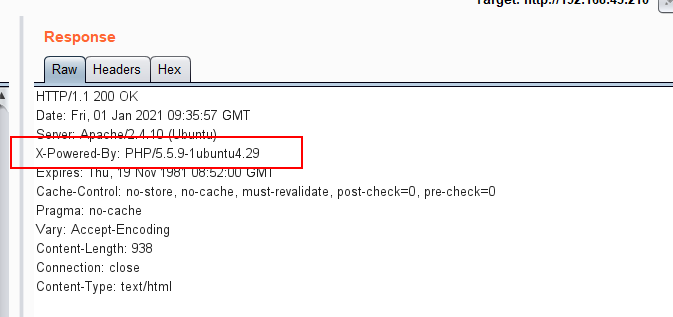 Target: http://192.168.49.210
Response
Raw Headers Hex
HTTP/1.1 200 OK
Date: Fri, 01 Jan 2021 09:35:57 GMT
Server: Apache/2.4.10 (Ubuntu)
X-Powered-By: PHP/5.5.9-1ubuntu4.29
Expires: Thu, 19 Nov 1981 08:52:00 GMT
Cache-Control: no-store, no-cache, must-revalidate, post-check=0, pre-check=0
Pragma: no-cache
Vary: Accept-Encoding
Content-Length: 938
Connection: close
Content-Type: text/html